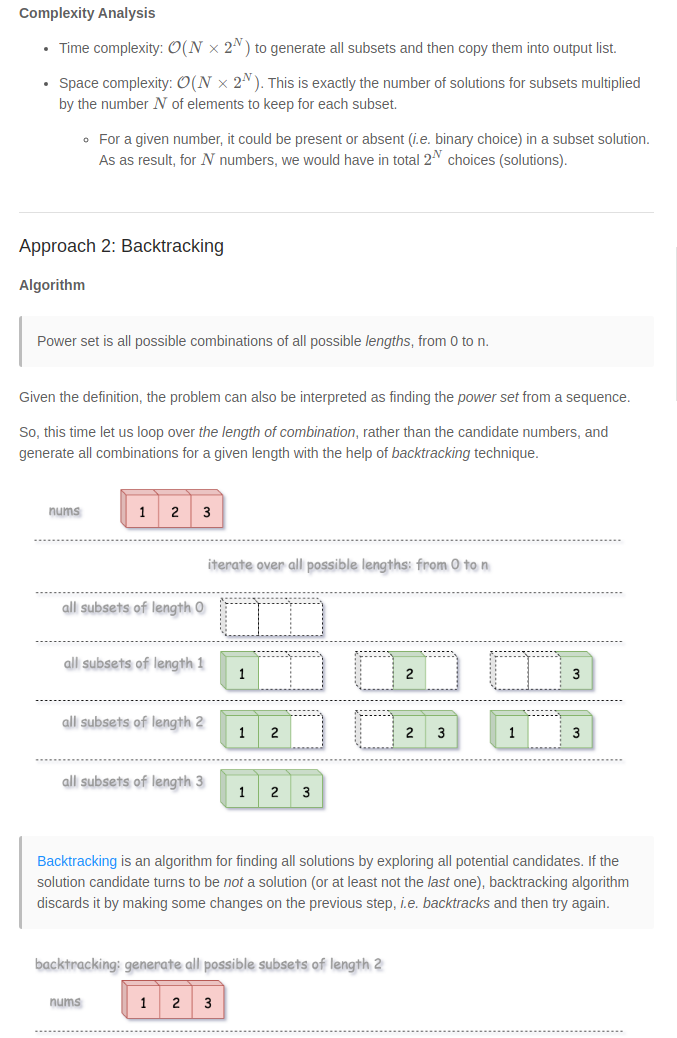 Complexity Analysis
• Time complexity: O(N × 2^N) to generate all subsets and then copy them into output list.
• Space complexity: O(N × 2^N). This is exactly the number of solutions for subsets multiplied
by the number N of elements to keep for each subset.
◦ For a given number, it could be present or absent (i.e. binary choice) in a subset solution.
As as result, for N numbers, we would have in total 2^N choices (solutions).
Approach 2: Backtracking
Algorithm
Power set is all possible combinations of all possible lengths, from 0 to n.
Given the definition, the problem can also be interpreted as finding the power set from a sequence.
So, this time let us loop over the length of combination, rather than the candidate numbers, and
generate all combinations for a given length with the help of backtracking technique.
nums 1 2 3
iterate over all possible lengths: from 0 to n
all subsets of length 0
all subsets of length 1 1 2 3
all subsets of length 2 1 2 2 3 1 3
all subsets of length 3 1 2 3
Backtracking is an algorithm for finding all solutions by exploring all potential candidates. If the
solution candidate turns to be not a solution (or at least not the last one), backtracking algorithm
discards it by making some changes on the previous step, i.e. backtracks and then try again.
backtracking: generate all possible subsets of length 2
nums 1 2 3